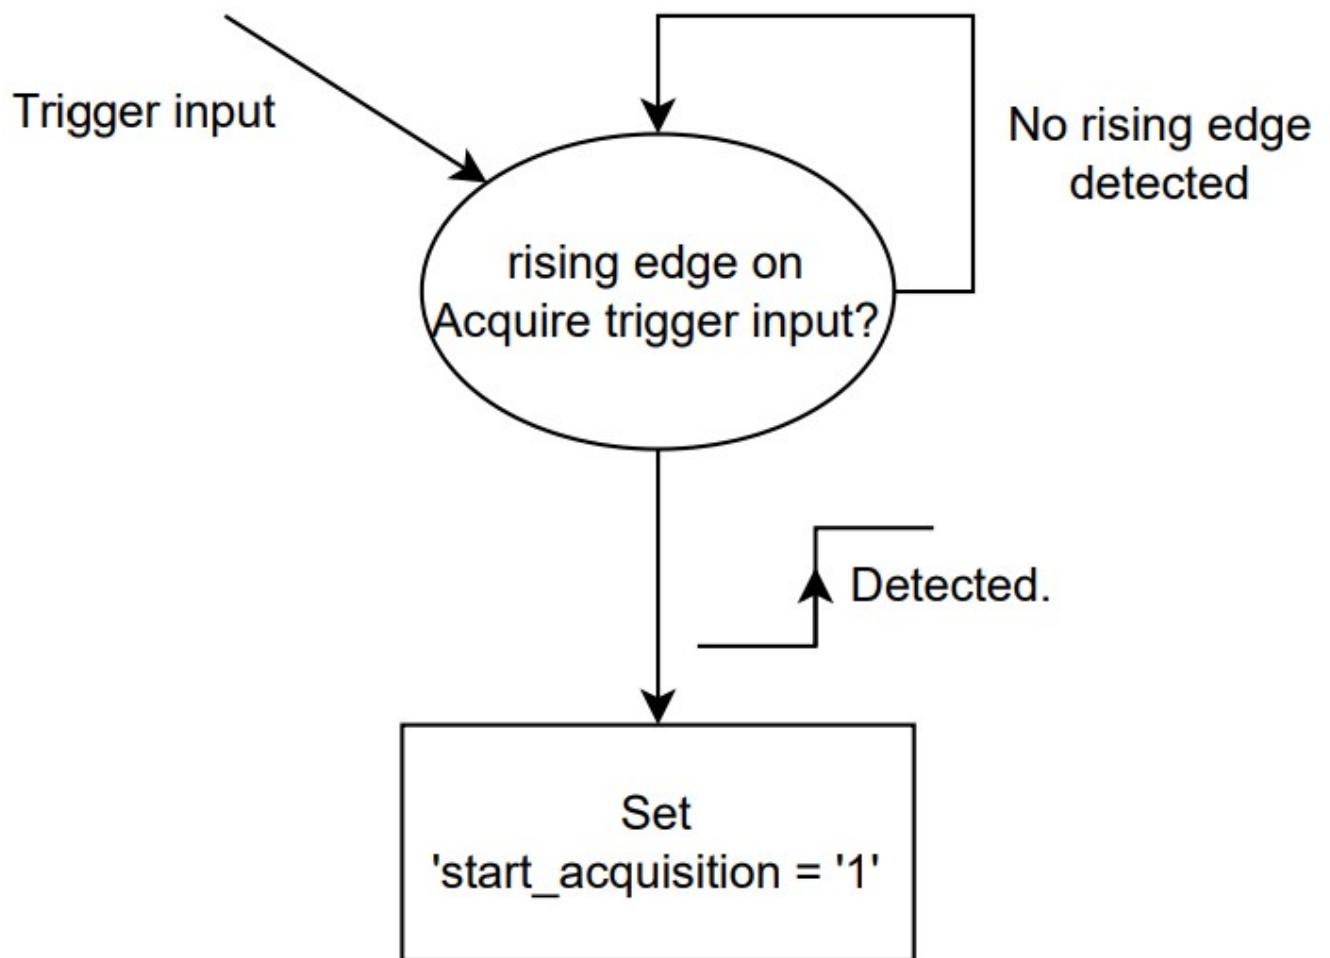 Trigger input
No rising edge
detected
rising edge on
Acquire trigger input?
Detected.
Set
'start_acquisition = '1'